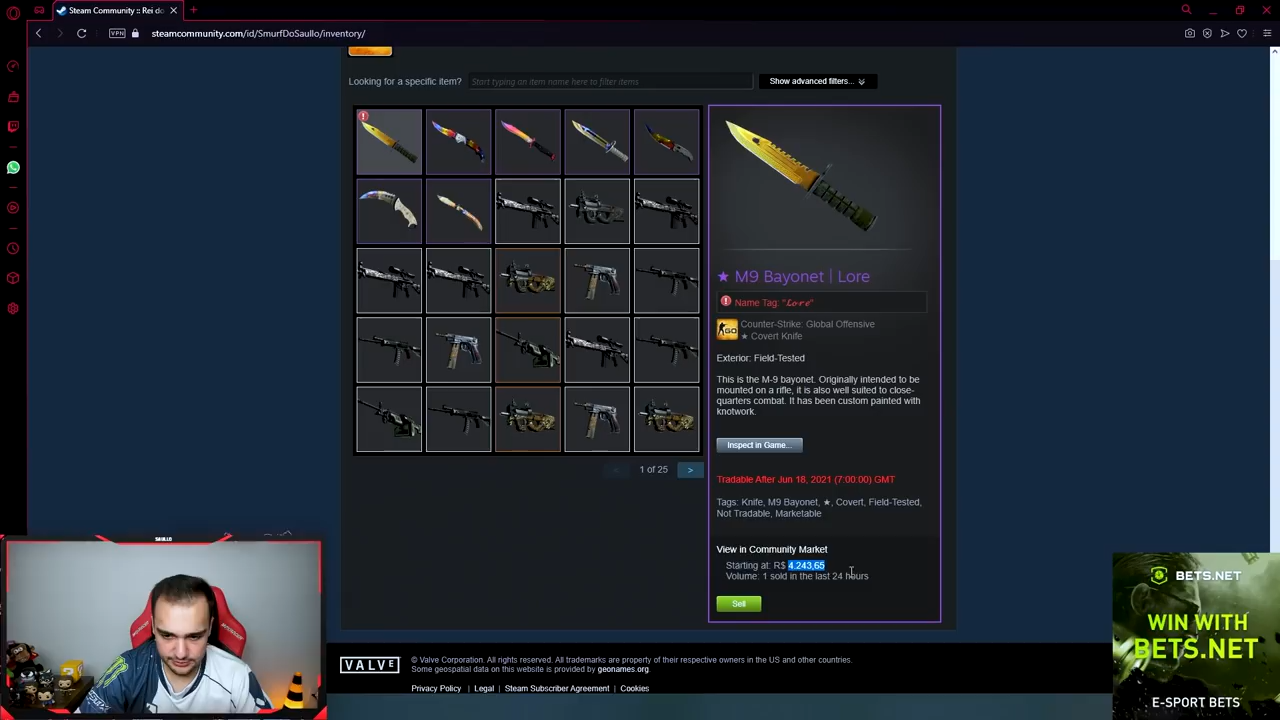 Steam Community :: Rei do
VPN
steamcommunity.com/id/SmurfDoSaullo/inventory/
Looking for a specific item?
Start typing an item name here to filter items
Show advanced filters...
★ M9 Bayonet | Lore
Name Tag: "𝓛𝓸𝓻𝓮"
GO
Counter-Strike: Global Offensive
★ Covert Knife
Exterior: Field-Tested
This is the M-9 bayonet. Originally intended to be
mounted on a rifle, it is also well suited to close-
quarters combat. It has been custom painted with
knotwork.
Inspect in Game...
1 of 25
>
Tradable After Jun 18, 2021 (7:00:00) GMT
Tags: Knife, M9 Bayonet, ★, Covert, Field-Tested,
Not Tradable, Marketable
View in Community Market
Starting at: R$ 4.243,65
Volume: 1 sold in the last 24 hours
Sell
SAULLO
BETS.NET
WIN WITH
BETS.NET
E-SPORT BETS
VALVE
© Valve Corporation. All rights reserved. All trademarks are property of their respective owners in the US and other countries.
Some geospatial data on this website is provided by geonames.org.
Privacy Policy | Legal | Steam Subscriber Agreement | Cookies